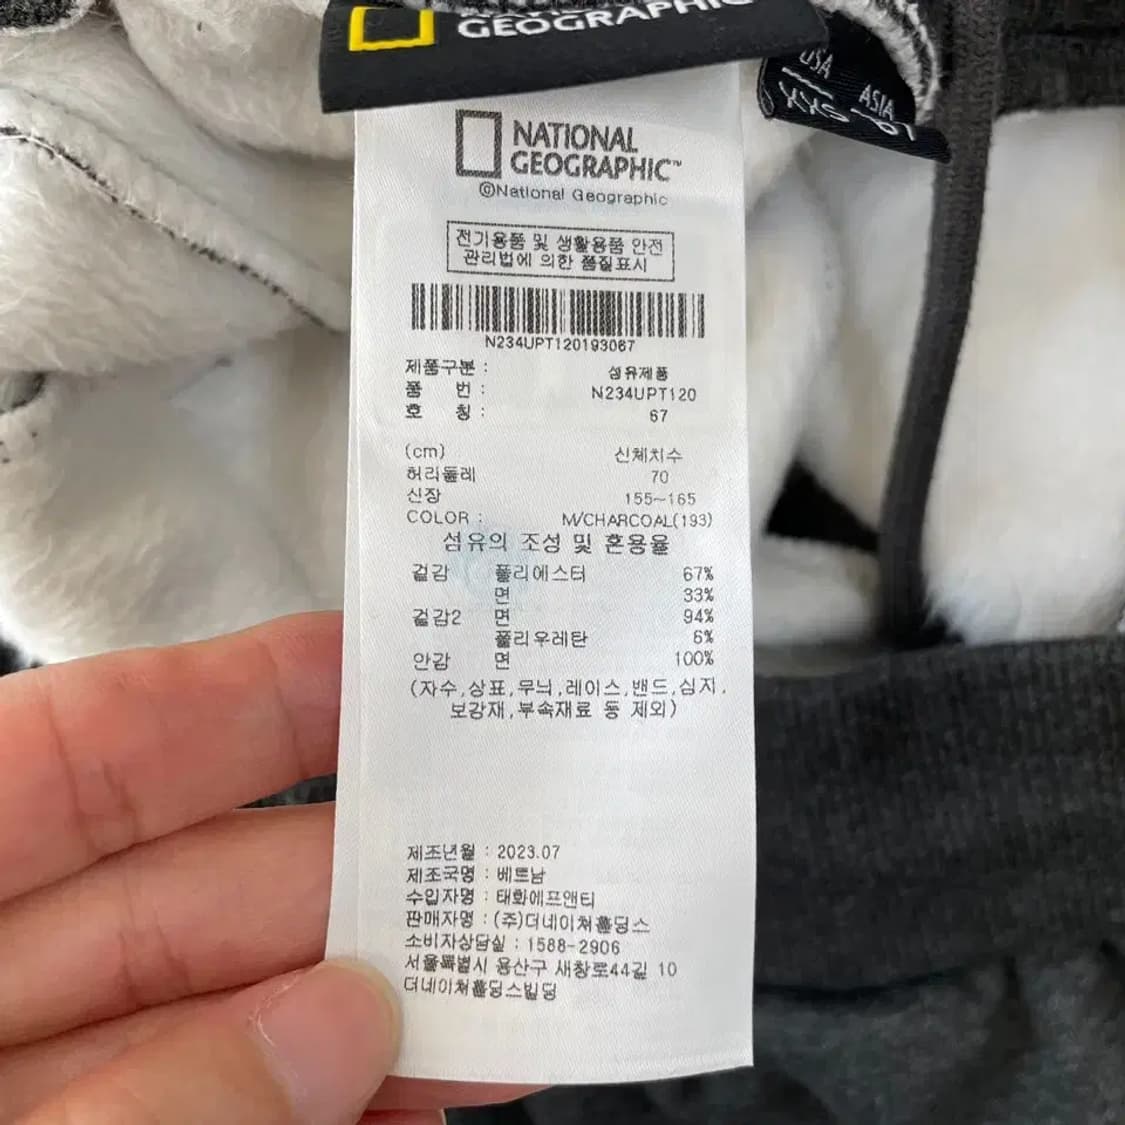 GEOGRAPHIC
USA
ASIA
XXS
67
NATIONAL
GEOGRAPHIC™
©National Geographic
전기용품 및 생활용품 안전
관리법에 의한 품질표시
N234UPT120193067
제품구분 : 섬유제품
품 번 : N234UPT120
호 칭 : 67
(cm) 신체치수
허리둘레 70
신장 155~165
COLOR : M/CHARCOAL(193)
섬유의 조성 및 혼용율
겉감 폴리에스터 67%
면 33%
겉감2 면 94%
폴리우레탄 6%
안감 면 100%
(자수,상표,무늬,레이스,밴드,심지,
보강재,부속재료 등 제외)
제조년월 : 2023.07
제조국명 : 베트남
수입자명 : 태화에프앤티
판매자명 : (주)더네이쳐홀딩스
소비자상담실 : 1588-2906
서울특별시 용산구 새창로44길 10
더네이쳐홀딩스빌딩